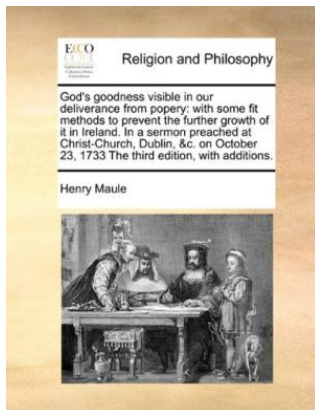 ECCO
Religion and Philosophy
God's goodness visible in our
deliverance from popery: with some fit
methods to prevent the further growth of
it in Ireland. In a sermon preached at
Christ-Church, Dublin, &c. on October
23, 1733 The third edition, with additions.
Henry Maule